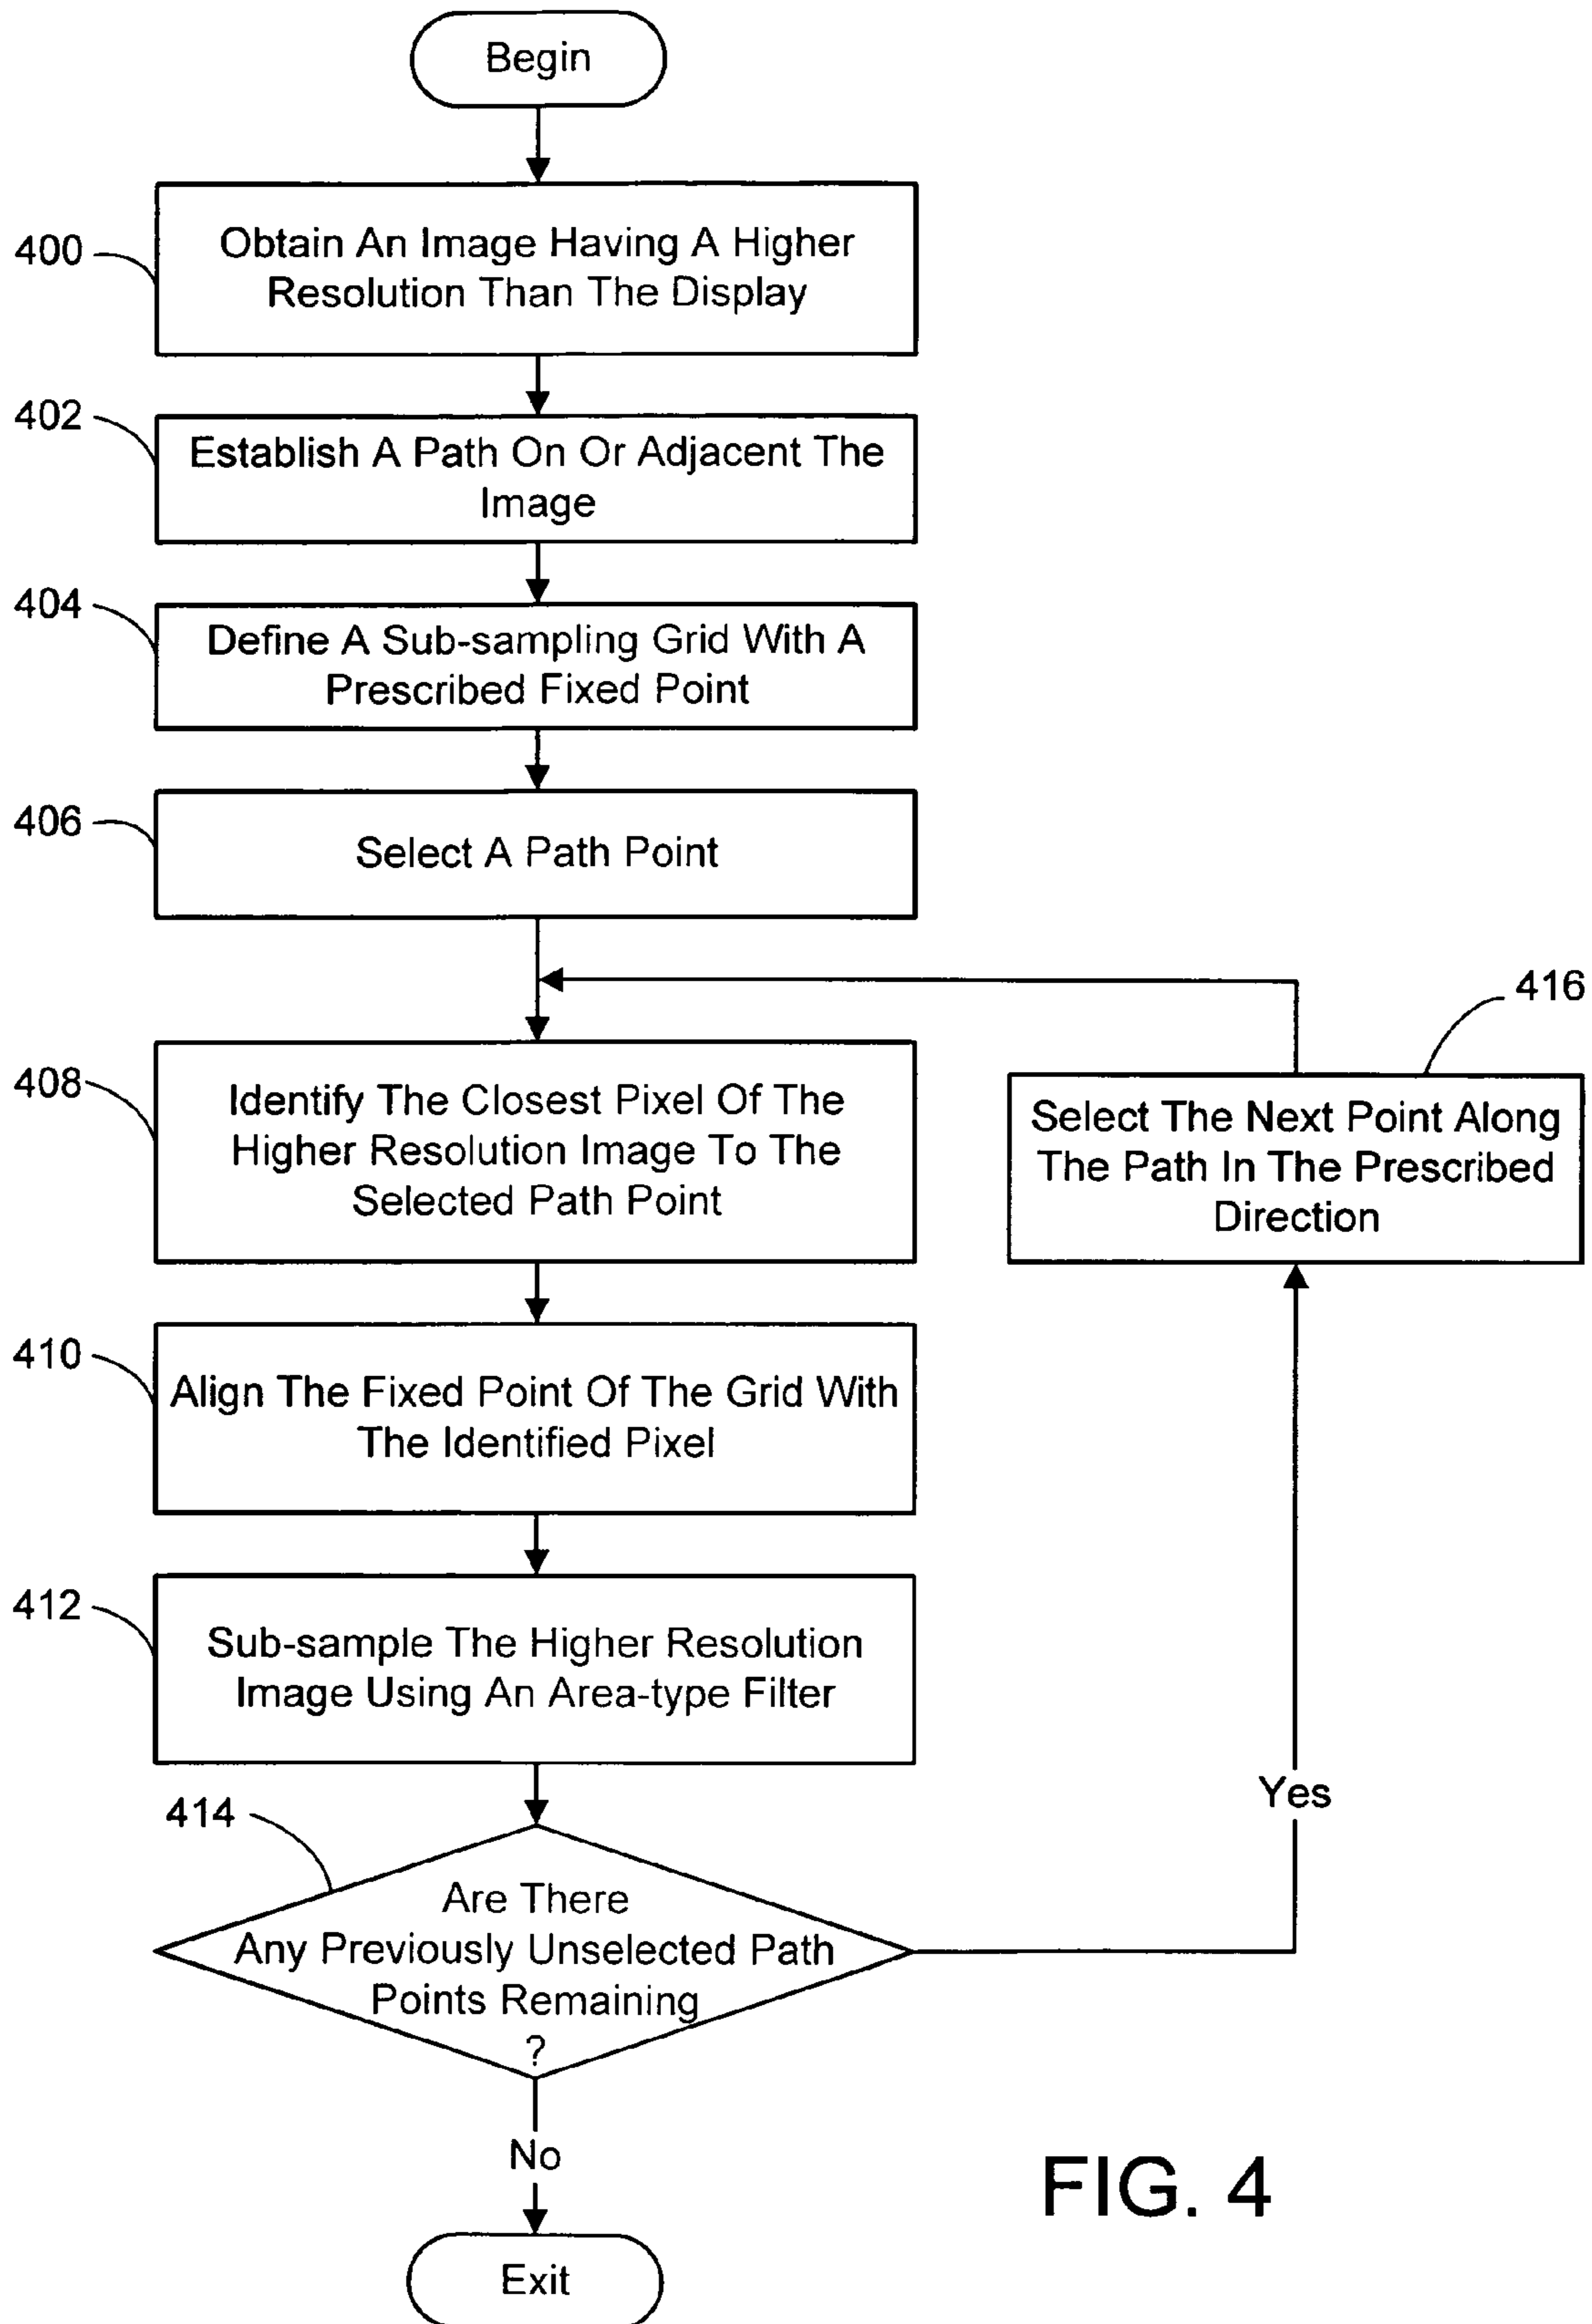 Begin
400
Obtain An Image Having A Higher
Resolution Than The Display
402
Establish A Path On Or Adjacent The
Image
404
Define A Sub-sampling Grid With A
Prescribed Fixed Point
406
Select A Path Point
416
Select The Next Point Along
The Path In The Prescribed
Direction
408
Identify The Closest Pixel Of The
Higher Resolution Image To The
Selected Path Point
410
Align The Fixed Point Of The Grid With
The Identified Pixel
412
Sub-sample The Higher Resolution
Image Using An Area-type Filter
Yes
414
Are There
Any Previously Unselected Path
Points Remaining
?
No
Exit
FIG. 4